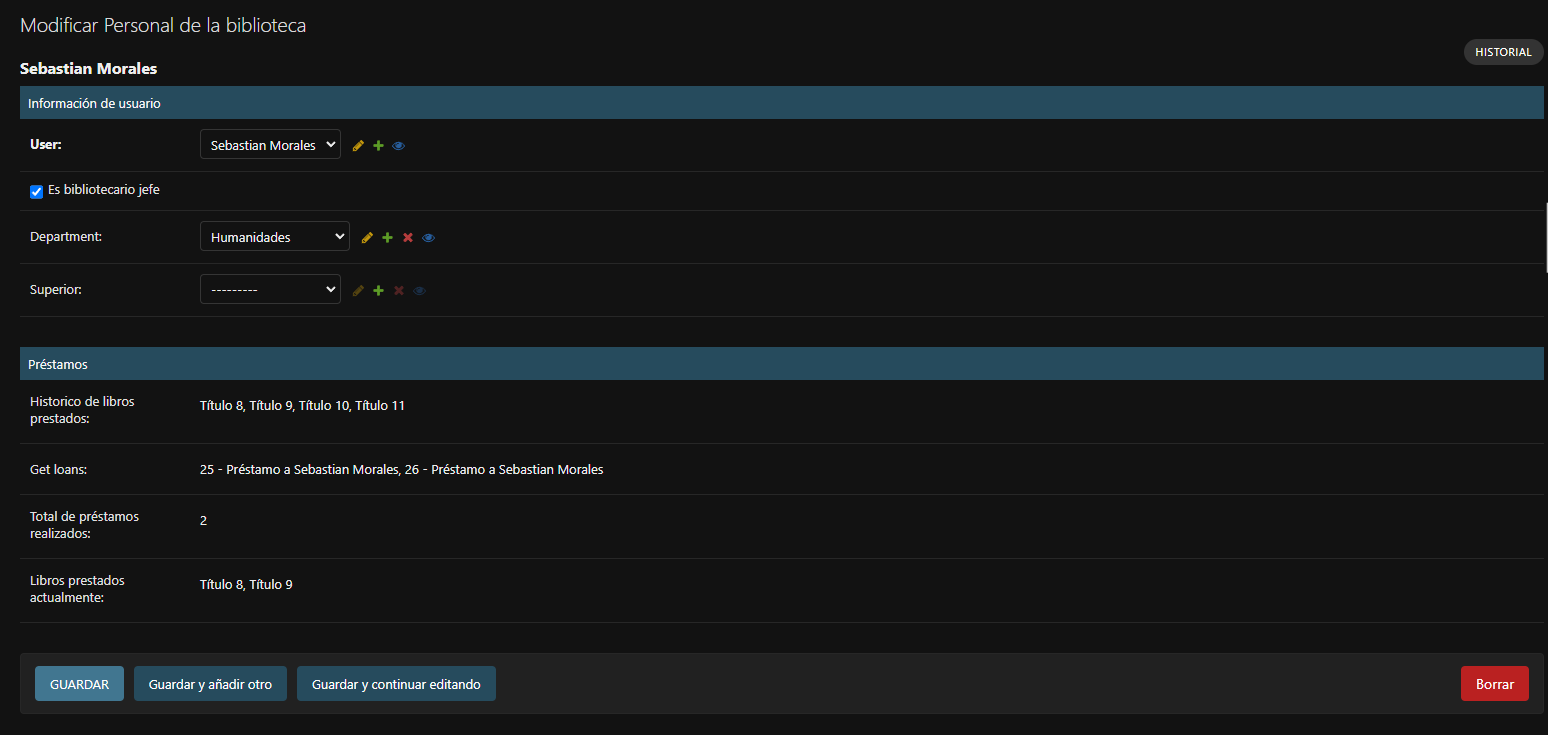 Modificar Personal de la biblioteca
HISTORIAL
Sebastian Morales
Información de usuario
User: Sebastian Morales
Es bibliotecario jefe
Department: Humanidades
Superior: ---------
Préstamos
Historico de libros
prestados:
Título 8, Título 9, Título 10, Título 11
Get loans: 25 - Préstamo a Sebastian Morales, 26 - Préstamo a Sebastian Morales
Total de préstamos
realizados:
2
Libros prestados
actualmente:
Título 8, Título 9
GUARDAR Guardar y añadir otro Guardar y continuar editando Borrar